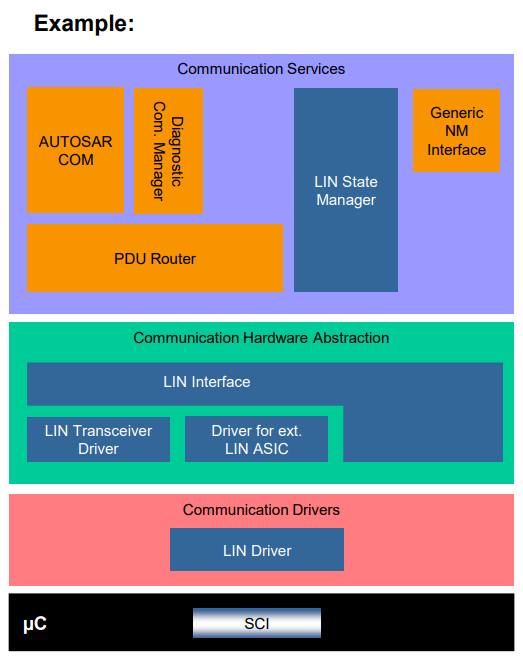 Example:
Communication Services
AUTOSAR
COM
Diagnostic
Com. Manager
LIN State
Manager
Generic
NM
Interface
PDU Router
Communication Hardware Abstraction
LIN Interface
LIN Transceiver
Driver
Driver for ext.
LIN ASIC
Communication Drivers
LIN Driver
µC
SCI